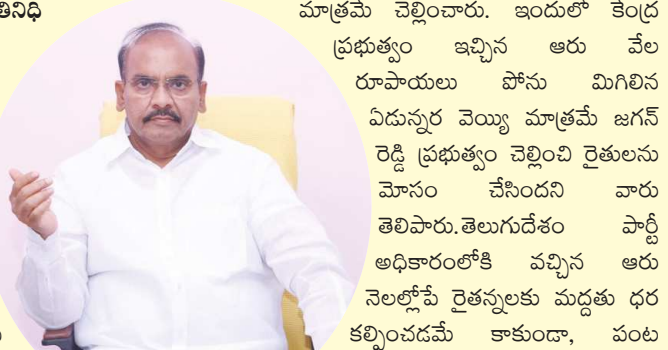 తినిధి
మాత్రమే చెల్లించారు. ఇందులో కేంద్ర
ప్రభుత్వం ఇచ్చిన ఆరు వేల
రూపాయలు పోను మిగిలిన
ఏడున్నర వెయ్యి మాత్రమే జగన్
రెడ్డి ప్రభుత్వం చెల్లించి రైతులను
మోసం చేసిందని వారు
తెలిపారు.తెలుగుదేశం పార్టీ
అధికారంలోకి వచ్చిన ఆరు
నెలల్లోపే రైతన్నలకు మద్దతు ధర
కల్పించడమే కాకుండా, పంట